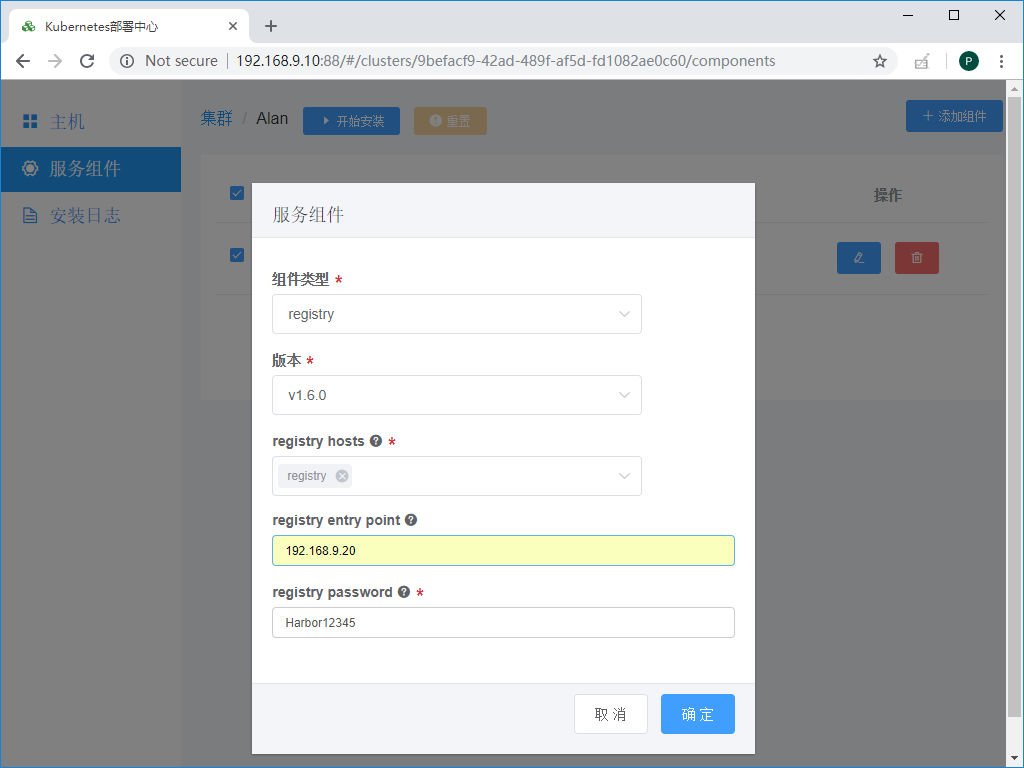 Kubernetes部署中心
Not secure
192.168.9.10:88/#/clusters/9befacf9-42ad-489f-af5d-fd1082ae0c60/components
P
主机
服务组件
安装日志
集群 / Alan
开始安装
重置
+ 添加组件
操作
服务组件
组件类型 *
registry
版本 *
v1.6.0
registry hosts ? *
registry
registry entry point ?
192.168.9.20
registry password ? *
Harbor12345
取消
确定